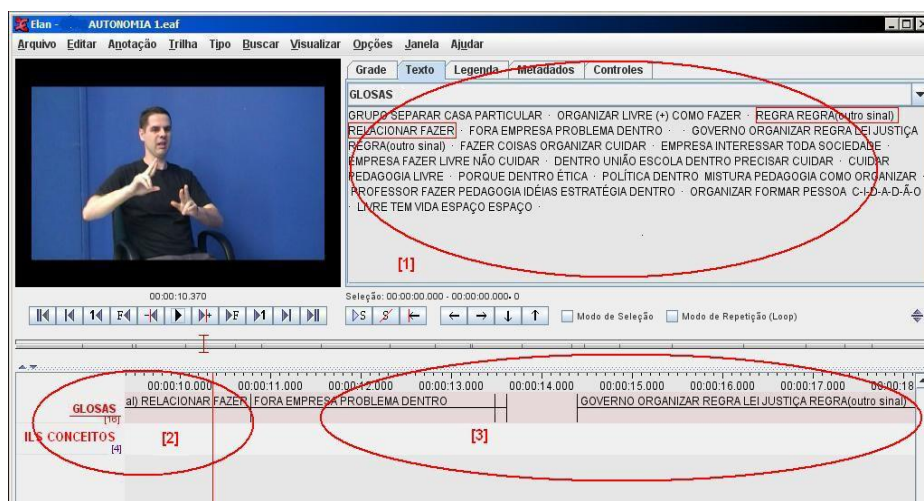 Elan - AUTONOMIA 1.eaf
Arquivo Editar Anotação Trilha Tipo Buscar Visualizar Opções Janela Ajudar
Grade Texto Legenda Metadados Controles
GLOSAS
GRUPO SEPARAR CASA PARTICULAR · ORGANIZAR LIVRE (+) COMO FAZER · REGRA REGRA(outro sinal)
RELACIONAR FAZER · FORA EMPRESA PROBLEMA DENTRO · · GOVERNO ORGANIZAR REGRA LEI JUSTIÇA
REGRA(outro sinal) · FAZER COISAS ORGANIZAR CUIDAR · EMPRESA INTERESSAR TODA SOCIEDADE ·
EMPRESA FAZER LIVRE NÃO CUIDAR · DENTRO UNIÃO ESCOLA DENTRO PRECISAR CUIDAR · CUIDAR
PEDAGOGIA LIVRE · PORQUE DENTRO ÉTICA · POLÍTICA DENTRO MISTURA PEDAGOGIA COMO ORGANIZAR ·
PROFESSOR FAZER PEDAGOGIA IDÉIAS ESTRATÉGIA DENTRO · ORGANIZAR FORMAR PESSOA C-I-D-A-D-Ã-O
· LIVRE TEM VIDA ESPAÇO ESPAÇO ·
[1]
00:00:10.370
Seleção: 00:00:00.000 - 00:00:00.000 0
1 F F 1 S S
Modo de Seleção Modo de Repetição (Loop)
00:00:10.000 00:00:11.000 00:00:12.000 00:00:13.000 00:00:14.000 00:00:15.000 00:00:16.000 00:00:17.000 00:00:18
al) RELACIONAR FAZER FORA EMPRESA PROBLEMA DENTRO GOVERNO ORGANIZAR REGRA LEI JUSTIÇA REGRA(outro sinal)
GLOSAS
[16]
ILS CONCEITOS
[4]
[2]
[3]